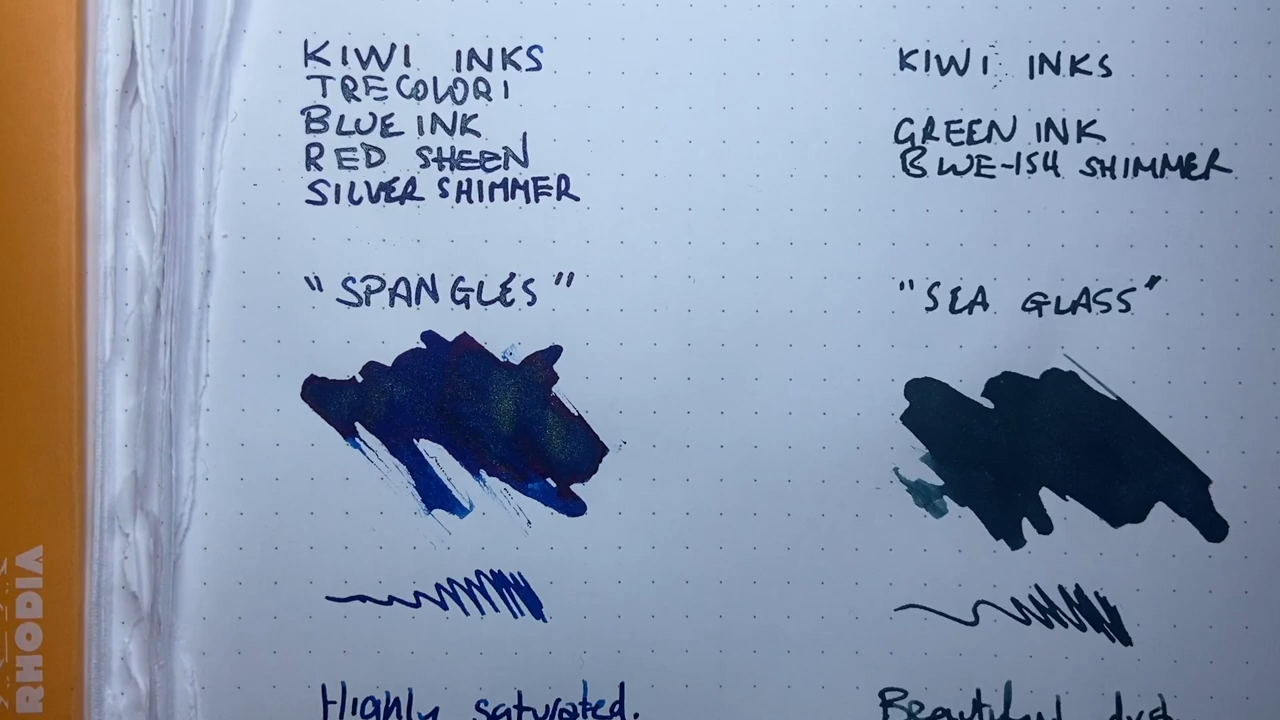 KIWI INKS
TRECOLORI
BLUE INK
RED SHEEN
SILVER SHIMMER
"SPANGLES"
Highly saturated.
KIWI INKS
GREEN INK
BLUE-ISH SHIMMER
"SEA GLASS"
Beautiful
RHODIA